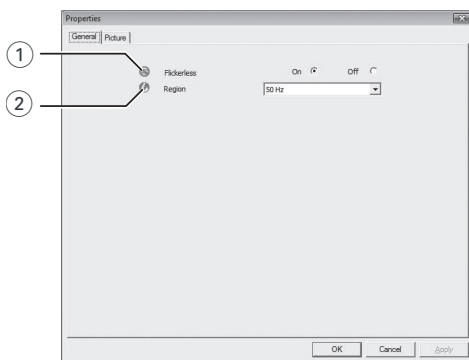 Properties
General Picture
1
Flickerless On Off
2
Region 50 Hz
OK Cancel Apply